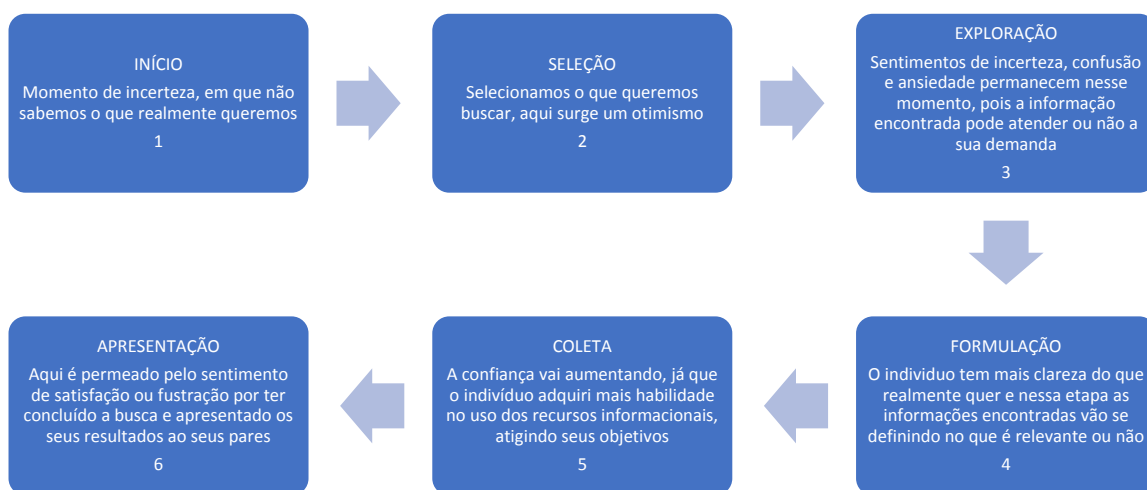 INÍCIO
Momento de incerteza, em que não
sabemos o que realmente queremos
1
SELEÇÃO
Selecionamos o que queremos
buscar, aqui surge um otimismo
2
EXPLORAÇÃO
Sentimentos de incerteza, confusão
e ansiedade permanecem nesse
momento, pois a informação
encontrada pode atender ou não a
sua demanda
3
FORMULAÇÃO
O individuo tem mais clareza do que
realmente quer e nessa etapa as
informações encontradas vão se
definindo no que é relevante ou não
4
COLETA
A confiança vai aumentando, já que
o indivíduo adquiri mais habilidade
no uso dos recursos informacionais,
atigindo seus objetivos
5
APRESENTAÇÃO
Aqui é permeado pelo sentimento
de satisfação ou fustração por ter
concluído a busca e apresentado os
seus resultados ao seus pares
6